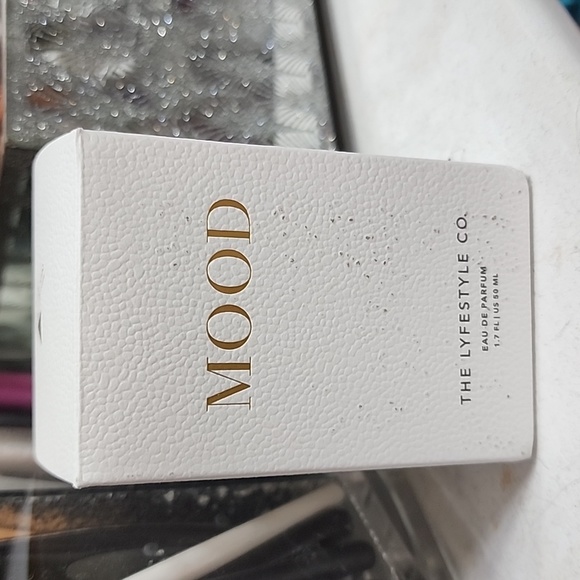 MOOD
THE LYFESTYLE CO.
EAU DE PARFUM
1.7 FL | US 50 ML